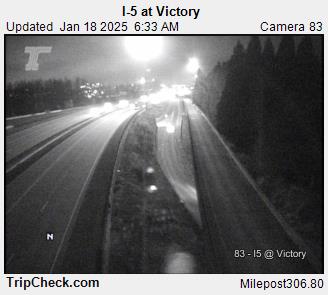 I-5 at Victory
Updated Jan 18 2025 6:33 AM Camera 83
T
N
83 - I5 @ Victory
TripCheck.com Milepost306.80